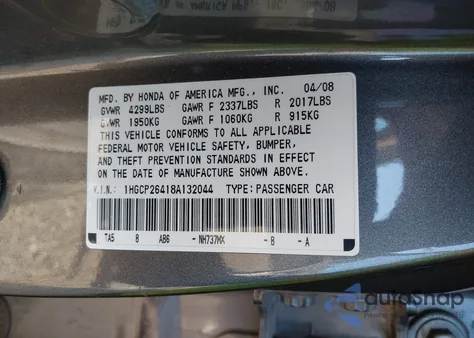 MFD. BY HONDA OF AMERICA MFG., INC. 04/08
GVWR 4299LBS GAWR F 2337LBS R 2017LBS
GVWR 1950KG GAWR F 1060KG R 915KG
THIS VEHICLE CONFORMS TO ALL APPLICABLE
FEDERAL MOTOR VEHICLE SAFETY, BUMPER,
AND THEFT PREVENTION STANDARDS IN EFFECT
ON THE DATE OF MANUFACTURE SHOWN ABOVE.
V.I.N.: 1HGCP26418A132044 TYPE: PASSENGER CAR
TA5 8 AB6 - NH737MX - B - A
autoSnap